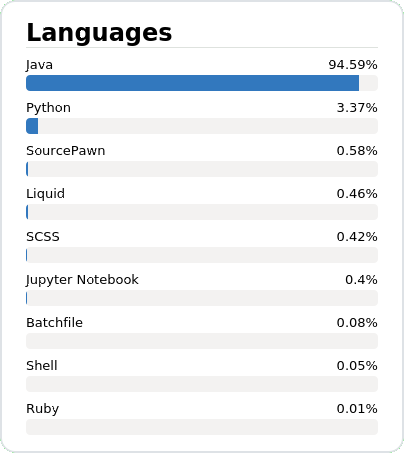 Languages
Java 94.59%
Python 3.37%
SourcePawn 0.58%
Liquid 0.46%
SCSS 0.42%
Jupyter Notebook 0.4%
Batchfile 0.08%
Shell 0.05%
Ruby 0.01%